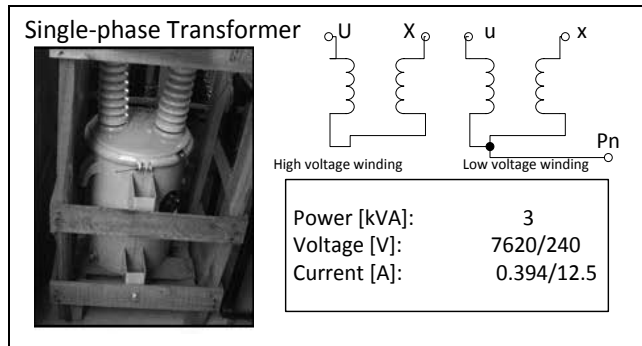 Single-phase Transformer
U X u x
Pn
High voltage winding Low voltage winding
Power [kVA]: 3
Voltage [V]: 7620/240
Current [A]: 0.394/12.5